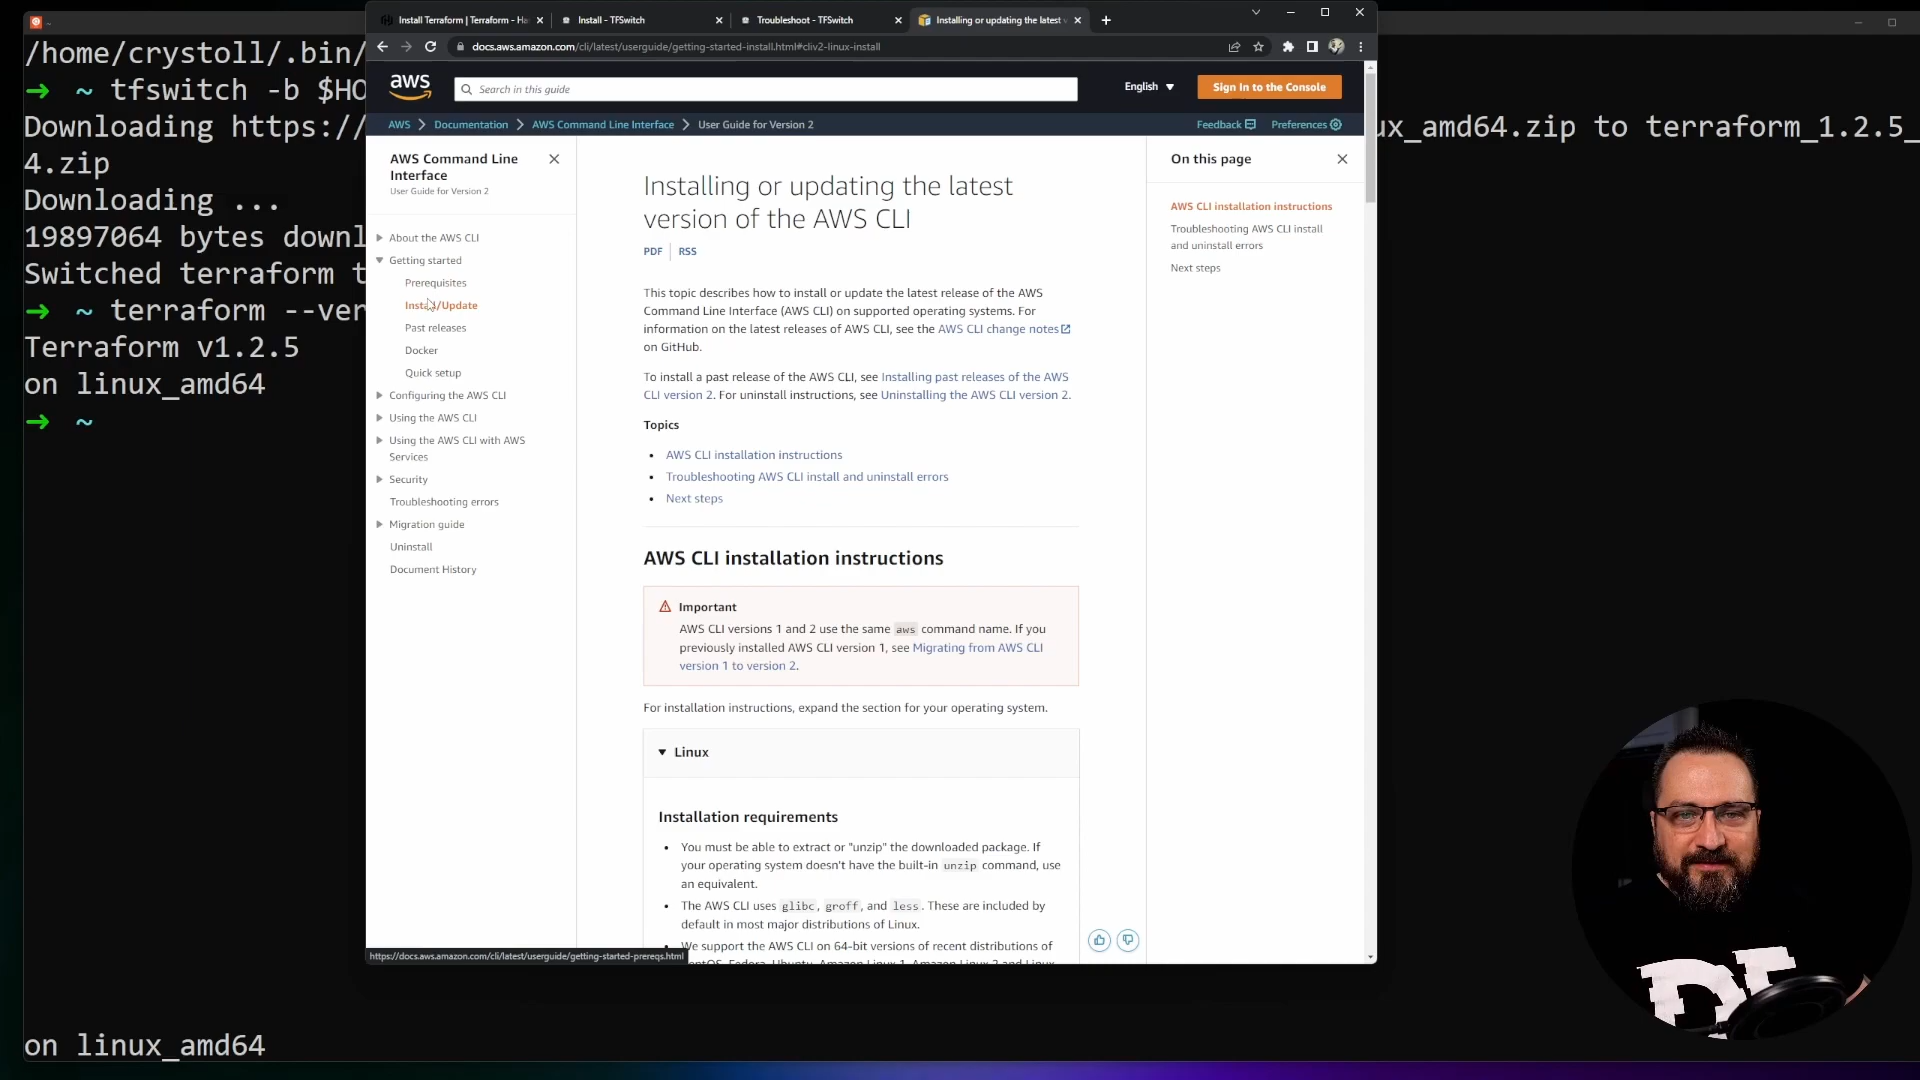 /home/crystoll/.bin/
➜ ~ tfswitch -b $HO
Downloading https:/
ux_amd64.zip to terraform_1.2.5_
4.zip
Downloading ...
19897064 bytes downl
Switched terraform t
➜ ~ terraform --ver
Terraform v1.2.5
on linux_amd64
➜ ~
on linux_amd64
Install Terraform | Terraform - Ha
Install - TFSwitch
Troubleshoot - TFSwitch
Installing or updating the latest
docs.aws.amazon.com/cli/latest/userguide/getting-started-install.html#cliv2-linux-install
aws
Search in this guide
English
Sign In to the Console
AWS > Documentation > AWS Command Line Interface > User Guide for Version 2
Feedback
Preferences
AWS Command Line
Interface
User Guide for Version 2
About the AWS CLI
Getting started
Prerequisites
Install/Update
Past releases
Docker
Quick setup
Configuring the AWS CLI
Using the AWS CLI
Using the AWS CLI with AWS
Services
Security
Troubleshooting errors
Migration guide
Uninstall
Document History
Installing or updating the latest
version of the AWS CLI
PDF | RSS
This topic describes how to install or update the latest release of the AWS
Command Line Interface (AWS CLI) on supported operating systems. For
information on the latest releases of AWS CLI, see the AWS CLI change notes
on GitHub.
To install a past release of the AWS CLI, see Installing past releases of the AWS
CLI version 2. For uninstall instructions, see Uninstalling the AWS CLI version 2.
Topics
• AWS CLI installation instructions
• Troubleshooting AWS CLI install and uninstall errors
• Next steps
AWS CLI installation instructions
Important
AWS CLI versions 1 and 2 use the same aws command name. If you
previously installed AWS CLI version 1, see Migrating from AWS CLI
version 1 to version 2.
For installation instructions, expand the section for your operating system.
Linux
Installation requirements
• You must be able to extract or "unzip" the downloaded package. If
your operating system doesn't have the built-in unzip command, use
an equivalent.
• The AWS CLI uses glibc, groff, and less. These are included by
default in most major distributions of Linux.
• We support the AWS CLI on 64-bit versions of recent distributions of
CentOS, Fedora, Ubuntu, Amazon Linux 1, Amazon Linux 2 and Linux
On this page
AWS CLI installation instructions
Troubleshooting AWS CLI install
and uninstall errors
Next steps
https://docs.aws.amazon.com/cli/latest/userguide/getting-started-prereqs.html